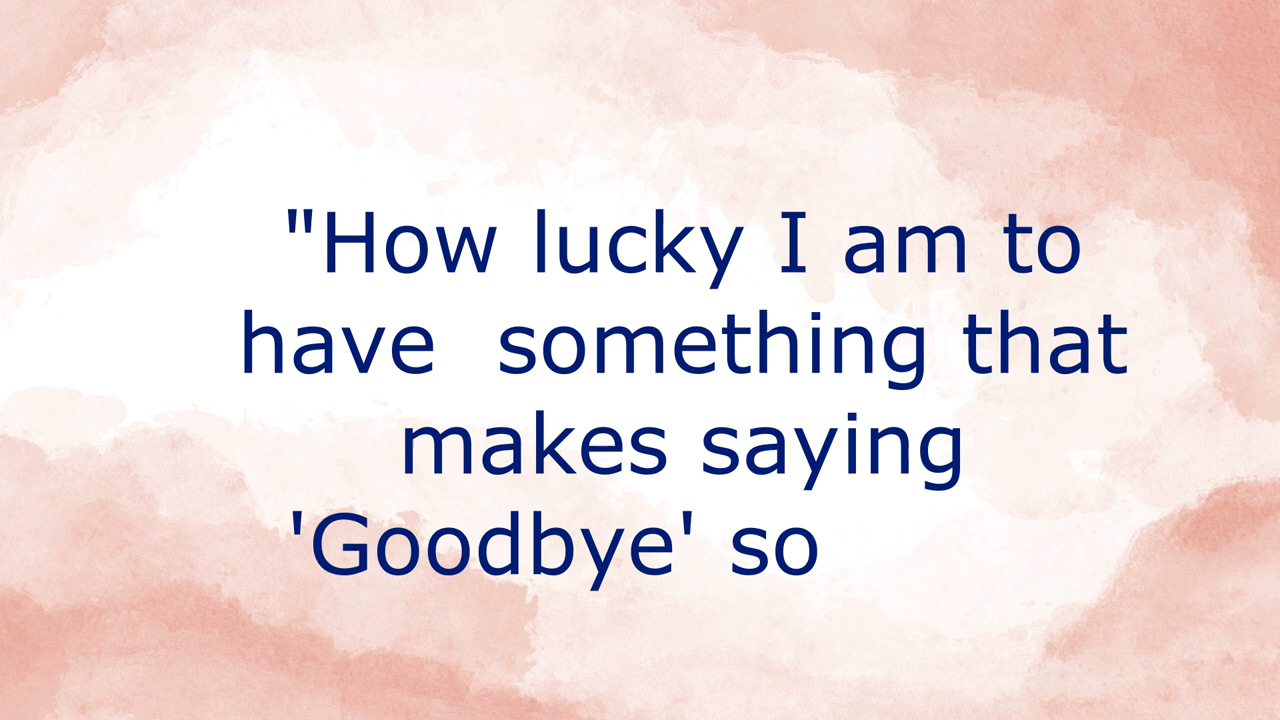 "How lucky I am to
have  something that
makes saying
'Goodbye' so